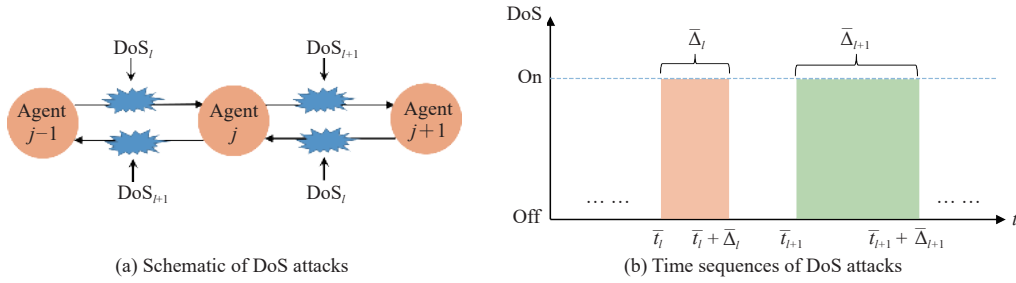 DoS_l
DoS_{l+1}
Agent
j−1
Agent
j
Agent
j+1
DoS_{l+1}
DoS_l
(a) Schematic of DoS attacks
DoS
Δ̄_l
Δ̄_{l+1}
On
... ...
... ...
Off
t̄_l
t̄_l + Δ̄_l
t̄_{l+1}
t̄_{l+1} + Δ̄_{l+1}
t
(b) Time sequences of DoS attacks